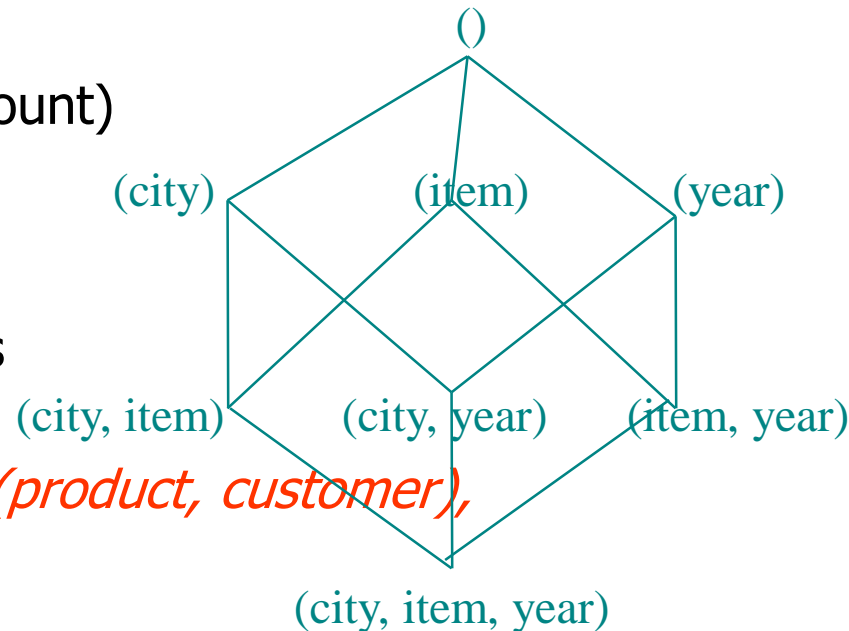 ()
ount)
(city) (item) (year)
s
(city, item) (city, year) (item, year)
(product, customer),
(city, item, year)